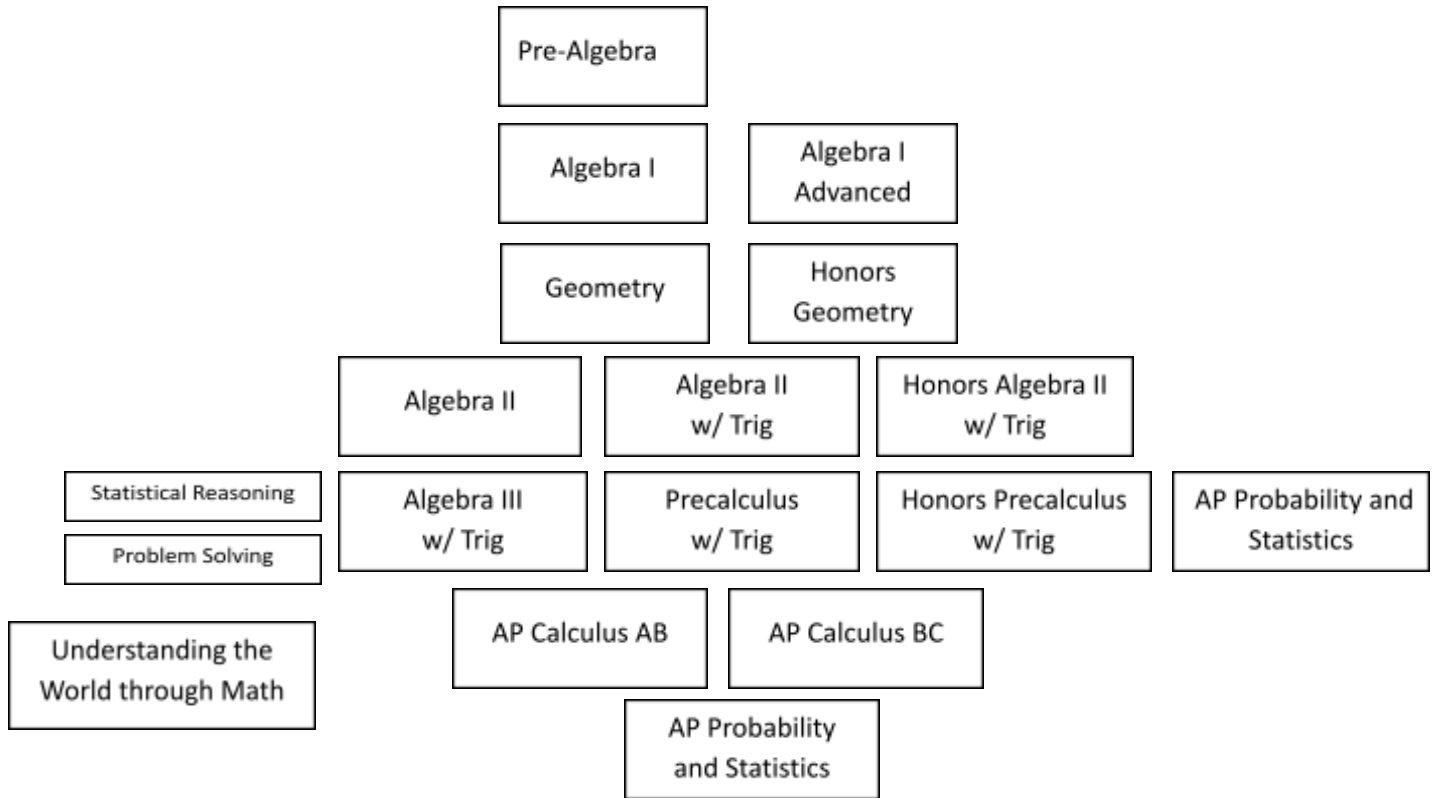 Pre-Algebra
Algebra I
Algebra I
Advanced
Geometry
Honors
Geometry
Algebra II
Algebra II
w/ Trig
Honors Algebra II
w/ Trig
Statistical Reasoning
Problem Solving
Algebra III
w/ Trig
Precalculus
w/ Trig
Honors Precalculus
w/ Trig
AP Probability and
Statistics
Understanding the
World through Math
AP Calculus AB
AP Calculus BC
AP Probability
and Statistics